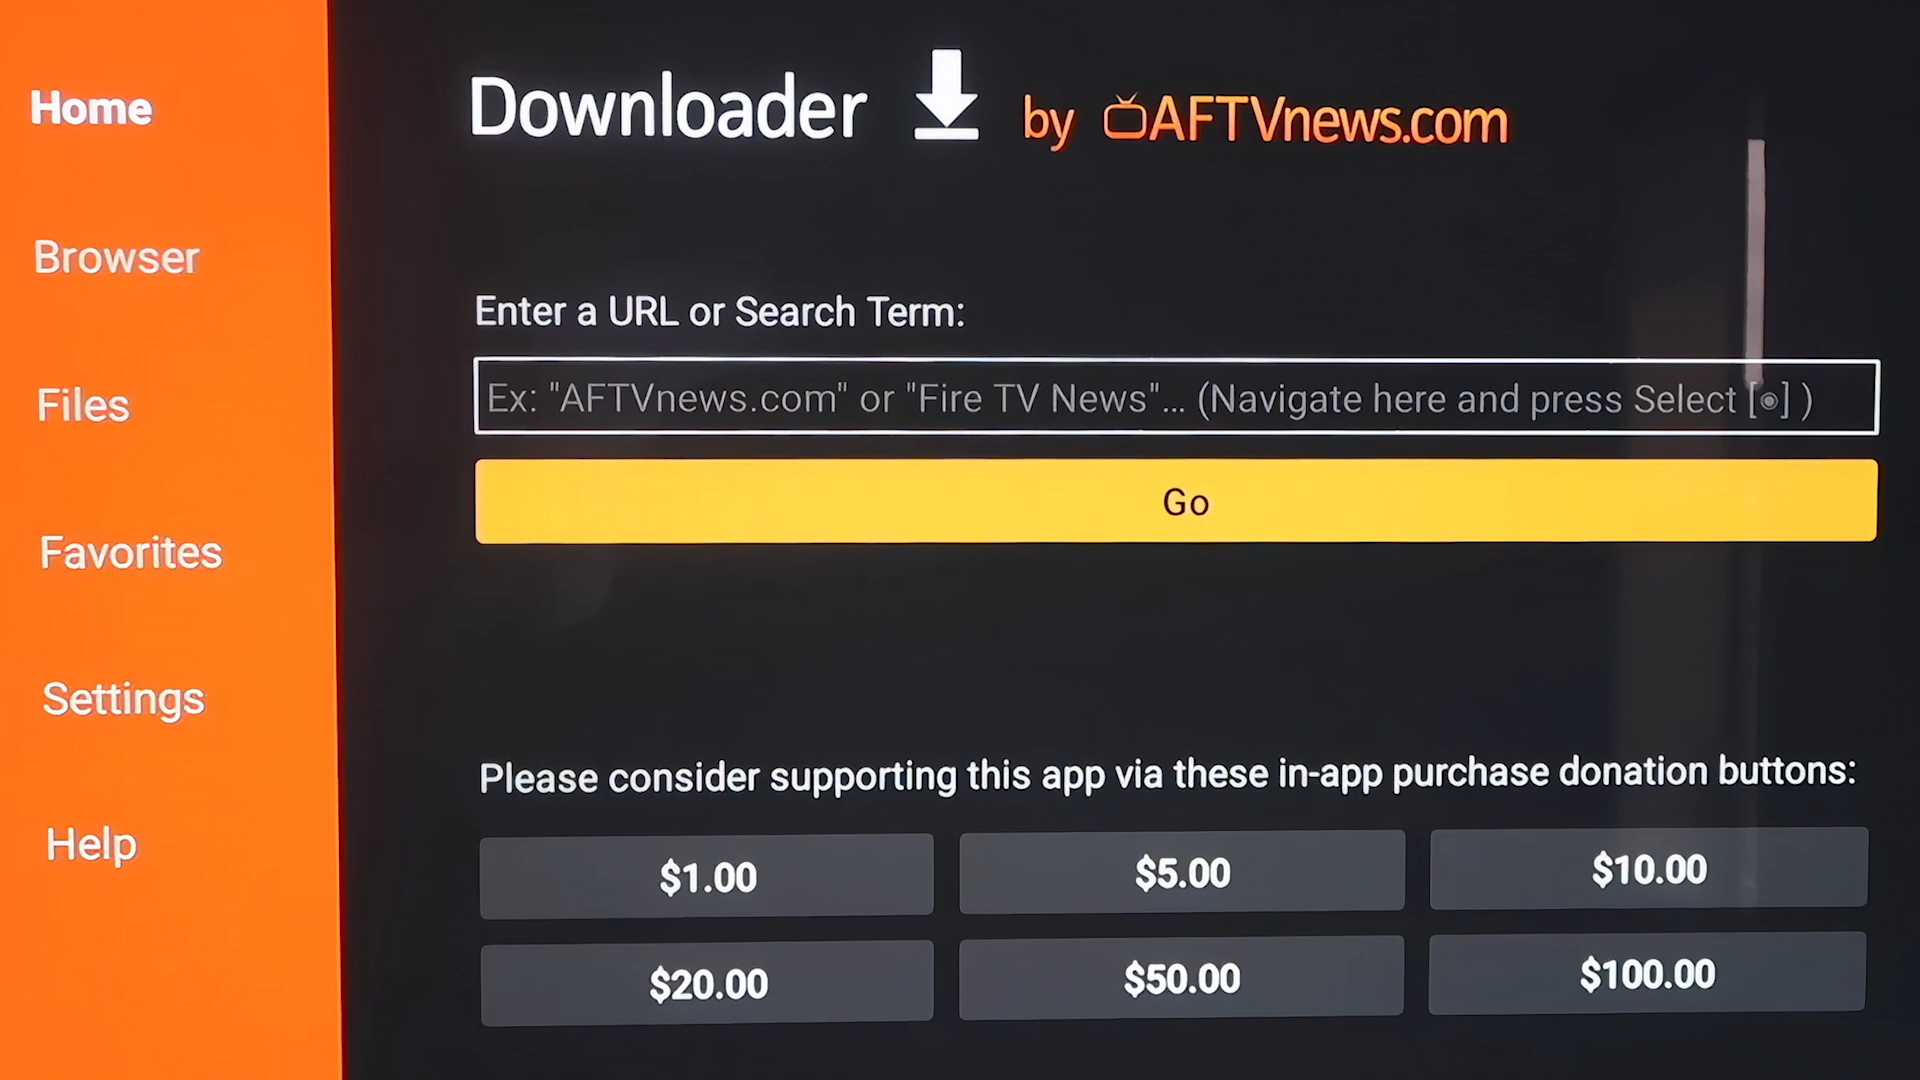 Home
Browser
Files
Favorites
Settings
Help
Downloader by AFTVnews.com
Enter a URL or Search Term:
Ex: "AFTVnews.com" or "Fire TV News"... (Navigate here and press Select [◉] )
Go
Please consider supporting this app via these in-app purchase donation buttons:
$1.00 $5.00 $10.00
$20.00 $50.00 $100.00